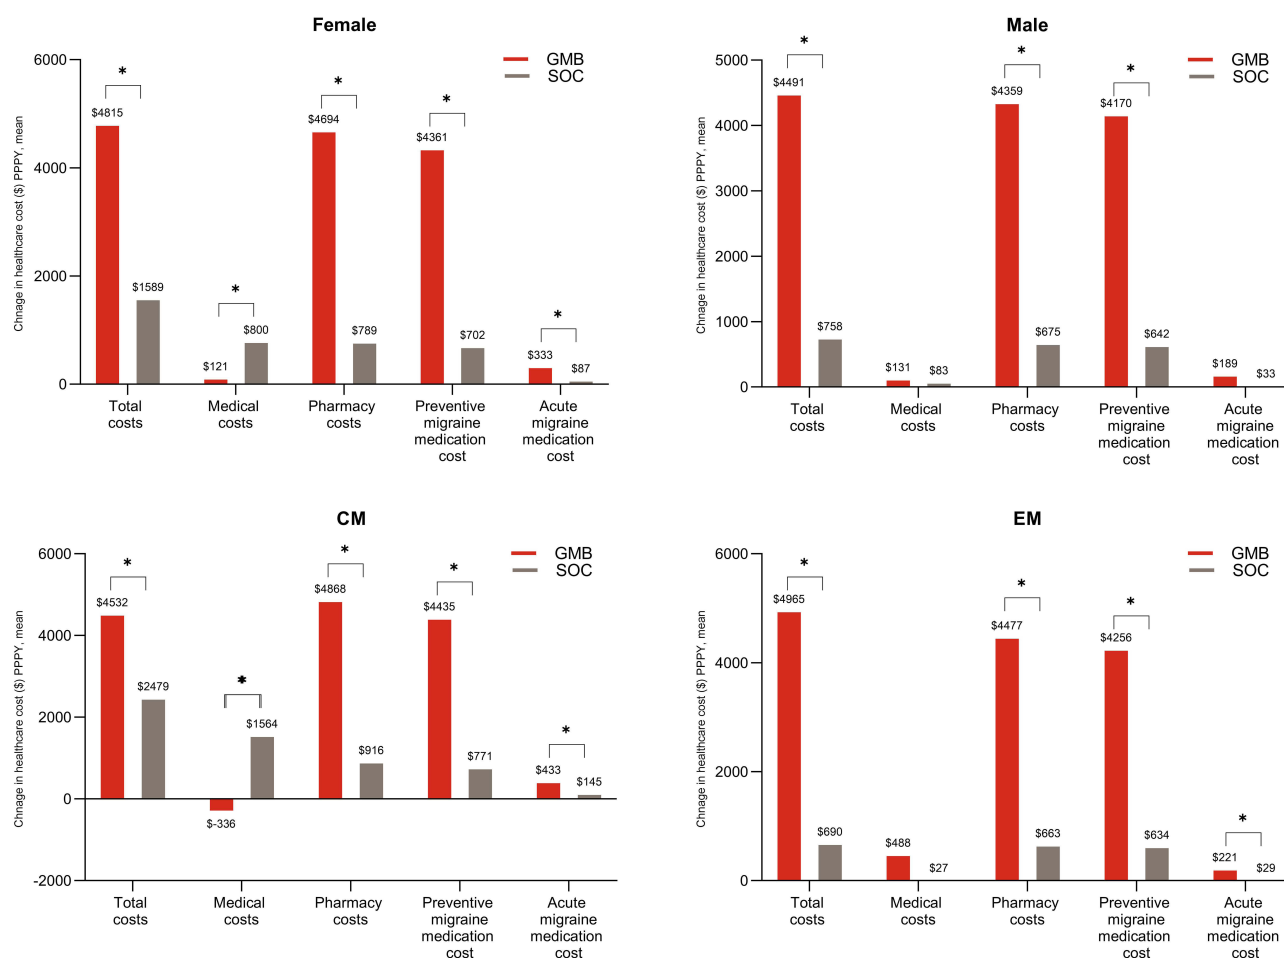 Female
GMB
SOC
Chnage in healthcare cost ($) PPPY, mean
6000
4000
2000
0
*
$4815
$1589
*
$121
$800
*
$4694
$789
*
$4361
$702
*
$333
$87
Total
costs
Medical
costs
Pharmacy
costs
Preventive
migraine
medication
cost
Acute
migraine
medication
cost
Male
GMB
SOC
Chnage in healthcare cost ($) PPPY, mean
5000
4000
3000
2000
1000
0
*
$4491
$758
$131
$83
*
$4359
$675
*
$4170
$642
$189
$33
Total
costs
Medical
costs
Pharmacy
costs
Preventive
migraine
medication
cost
Acute
migraine
medication
cost
CM
GMB
SOC
Chnage in healthcare cost ($) PPPY, mean
6000
4000
2000
0
-2000
*
$4532
$2479
*
$-336
$1564
*
$4868
$916
*
$4435
$771
*
$433
$145
Total
costs
Medical
costs
Pharmacy
costs
Preventive
migraine
medication
cost
Acute
migraine
medication
cost
EM
GMB
SOC
Chnage in healthcare cost ($) PPPY, mean
6000
4000
2000
0
*
$4965
$690
$488
$27
*
$4477
$663
*
$4256
$634
*
$221
$29
Total
costs
Medical
costs
Pharmacy
costs
Preventive
migraine
medication
cost
Acute
migraine
medication
cost